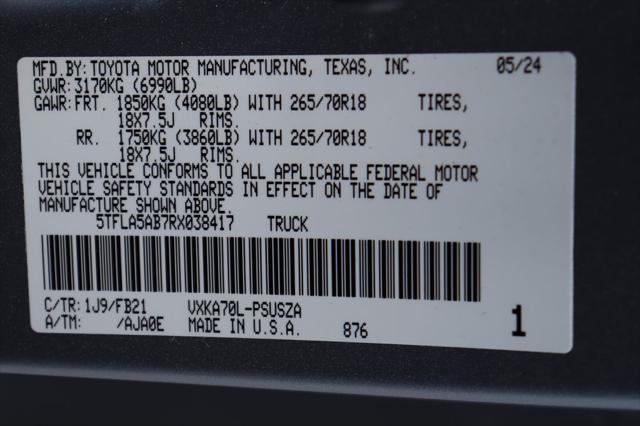 MFD.BY: TOYOTA MOTOR MANUFACTURING, TEXAS, INC. 05/24
GVWR: 3170KG (6990LB)
GAWR: FRT. 1850KG (4080LB) WITH 265/70R18 TIRES,
18X7.5J RIMS.
RR. 1750KG (3860LB) WITH 265/70R18 TIRES,
18X7.5J RIMS.
THIS VEHICLE CONFORMS TO ALL APPLICABLE FEDERAL MOTOR
VEHICLE SAFETY STANDARDS IN EFFECT ON THE DATE OF
MANUFACTURE SHOWN ABOVE.
5TFLA5AB7RX038417 TRUCK
C/TR: 1J9/FB21 VXKA70L-PSUSZA
A/TM: /AJA0E MADE IN U.S.A. 876 1